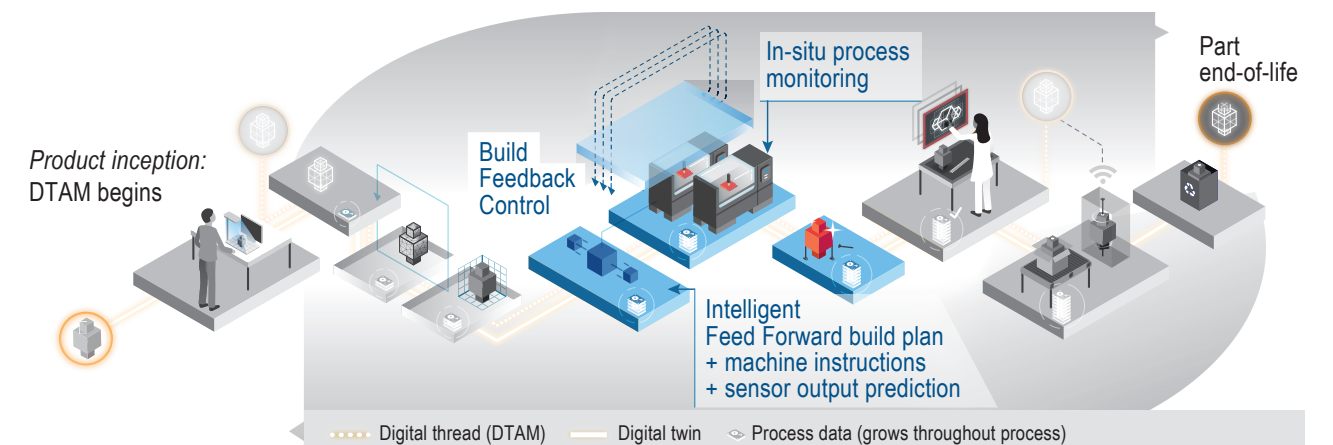 Product inception:
DTAM begins
Build
Feedback
Control
In-situ process
monitoring
Part
end-of-life
Intelligent
Feed Forward build plan
+ machine instructions
+ sensor output prediction
Digital thread (DTAM)
Digital twin
Process data (grows throughout process)